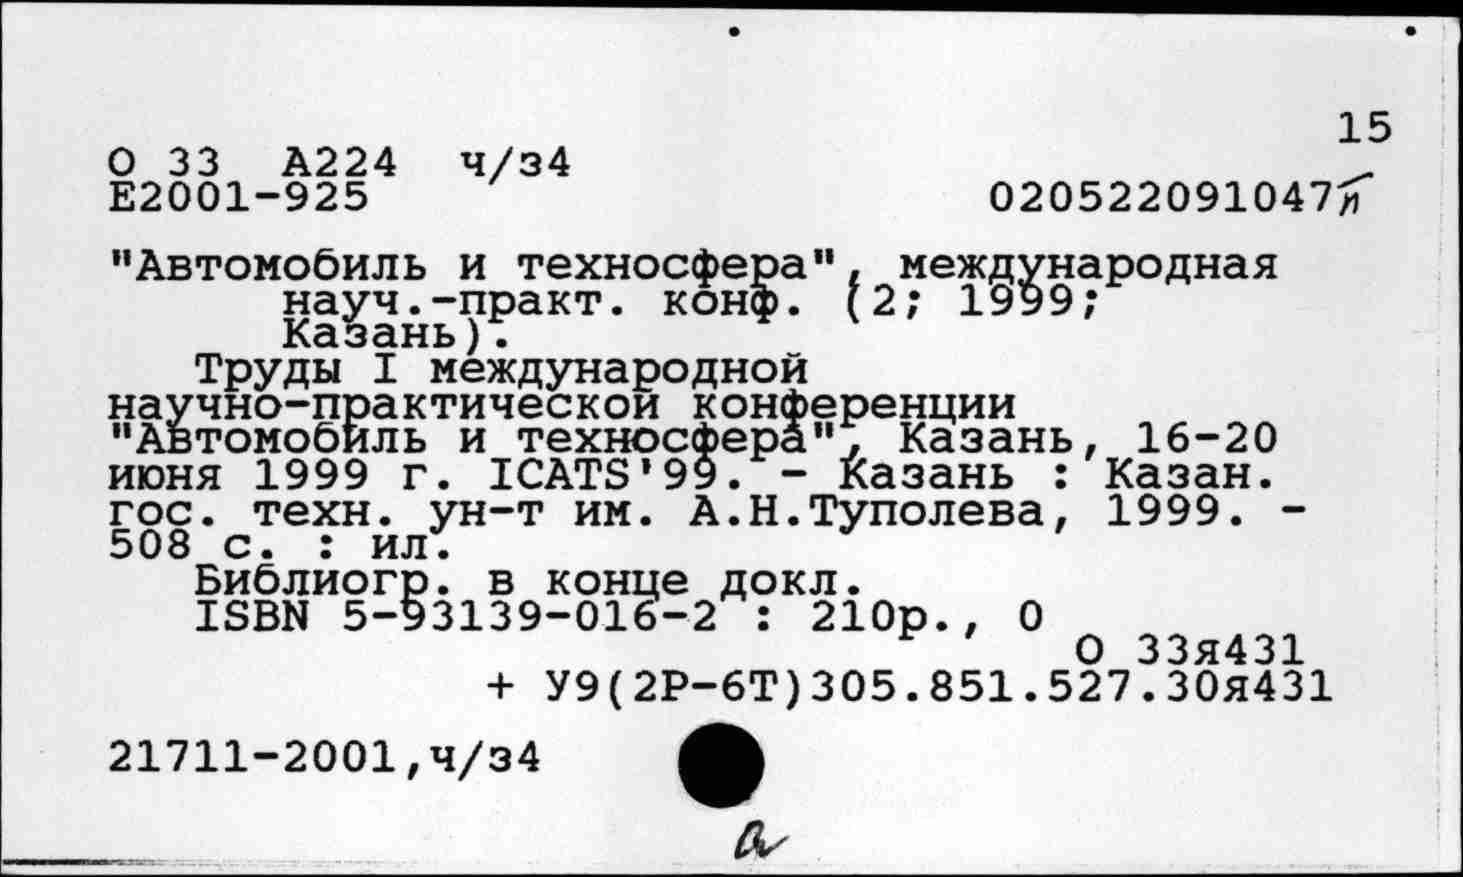 15
О 33 А224 ч/з4
Е2001-925 020522091047й
"Автомобиль и техносфера", международная
науч.-практ. конф. (2; 1999;
Казань).
Труды I международной
научно-практической конференции
"Автомобиль и техносфера", Казань, 16-20
июня 1999 г. ICATS'99. - Казань : Казан.
гос. техн. ун-т им. А.Н.Туполева, 1999. -
508 с. : ил.
Библиогр. в конце докл.
ISBN 5-93139-016-2 : 210р., 0
О 33я431
+ У9(2Р-6Т)305.851.527.30я431
21711-2001,ч/з4